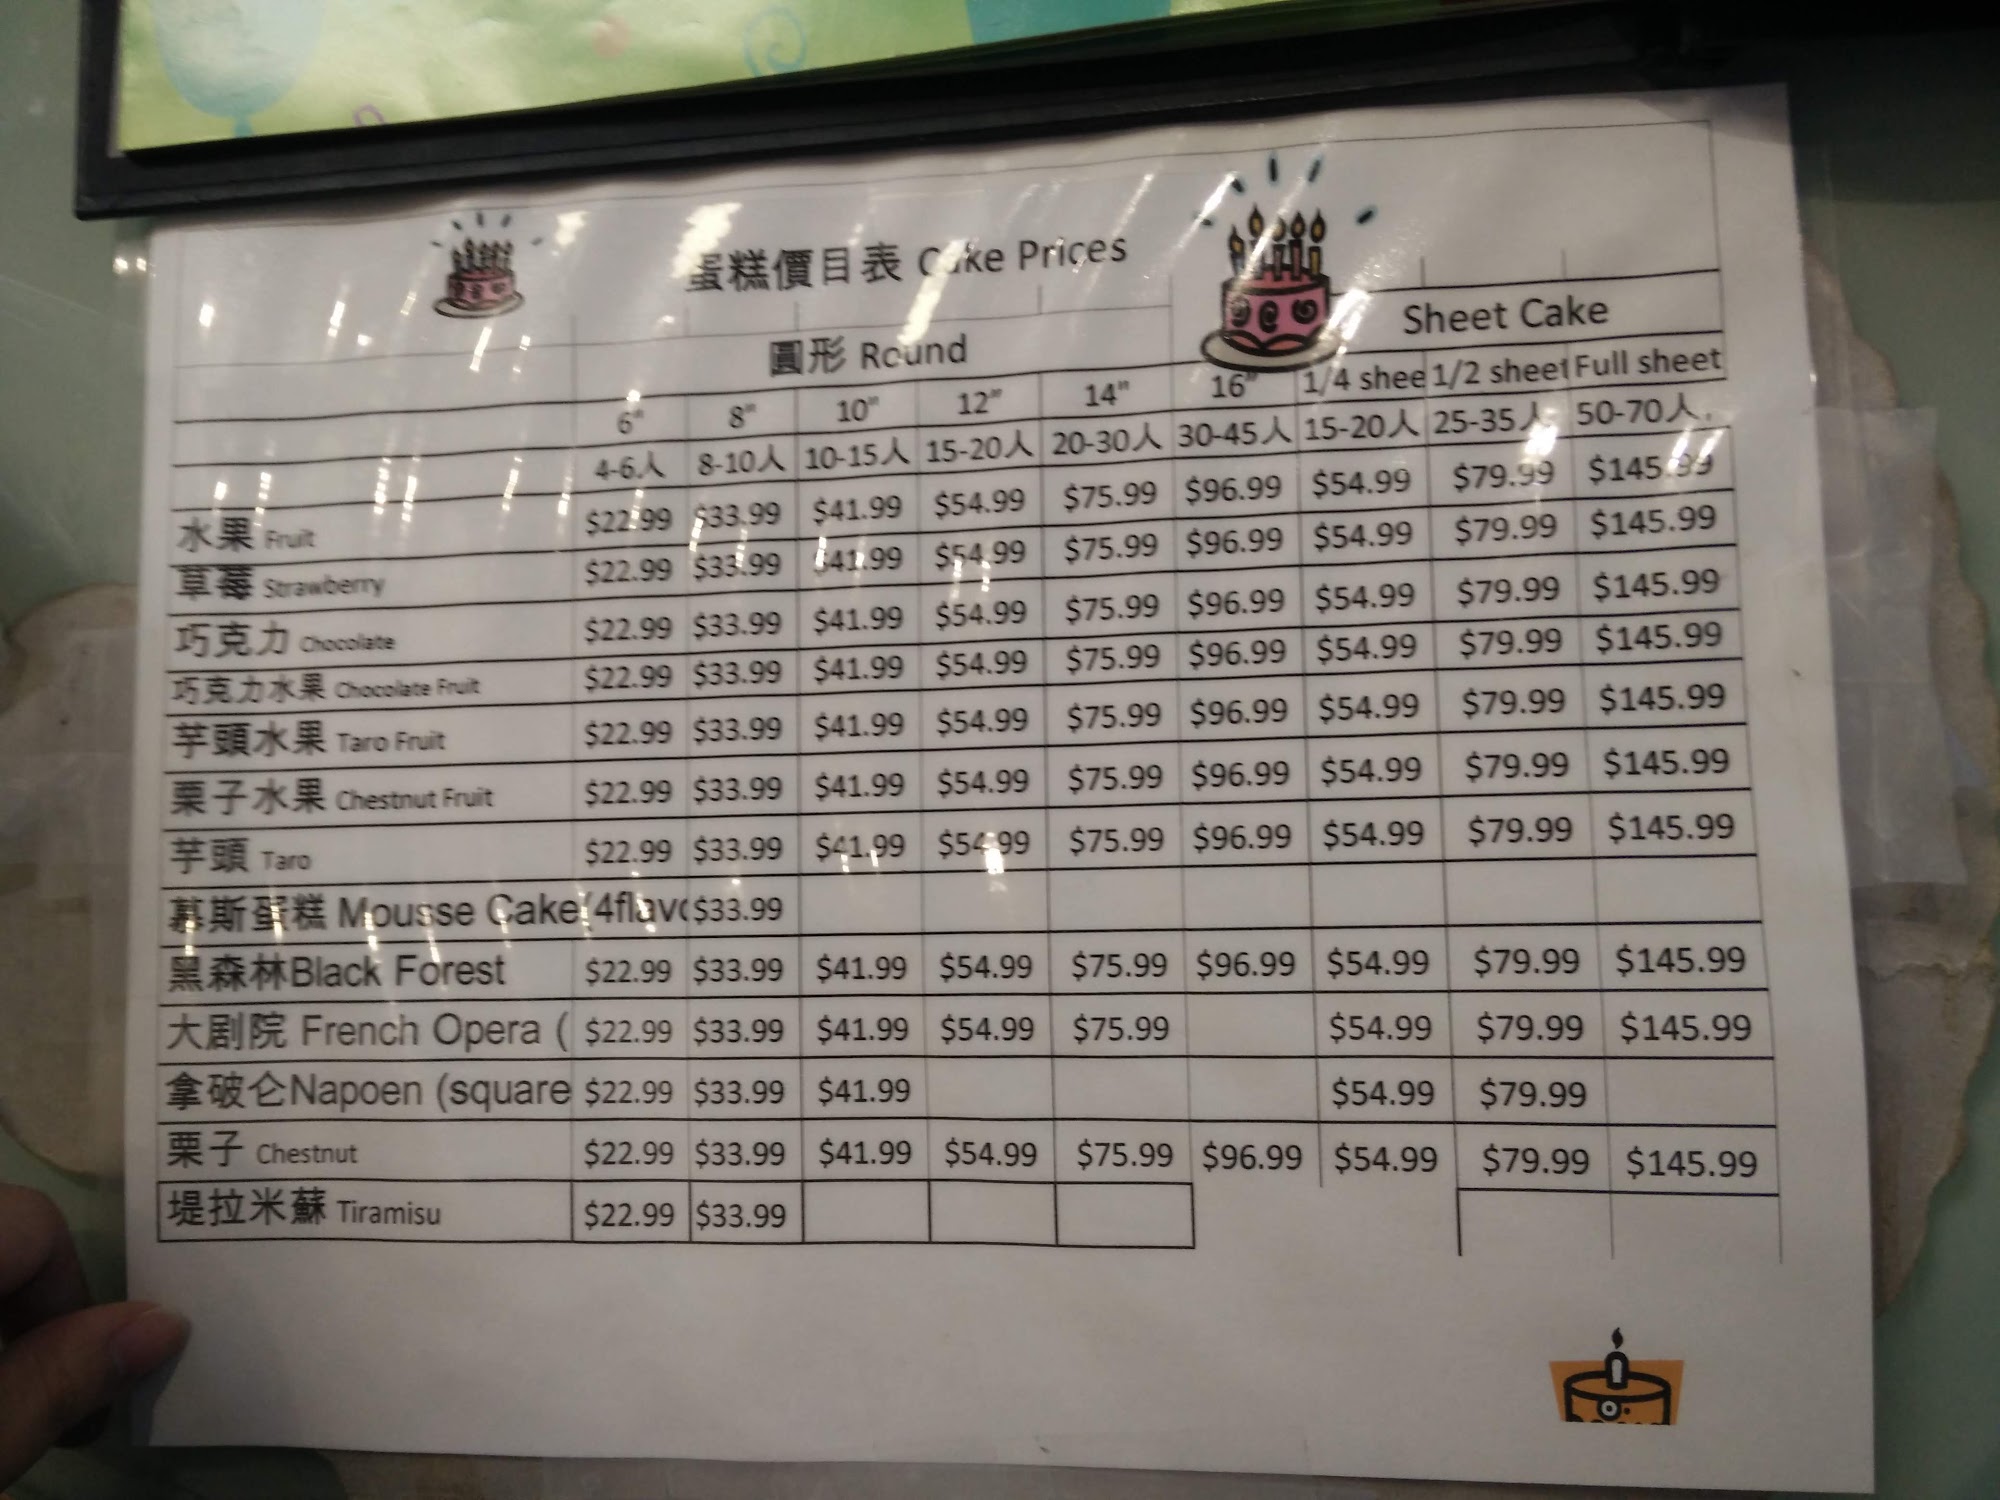 蛋糕價目表 Cake Prices
圓形 Round
Sheet Cake
6" 8" 10" 12" 14" 16" 1/4 shee 1/2 sheet Full sheet
4-6人 8-10人 10-15人 15-20人 20-30人 30-45人 15-20人 25-35人 50-70人
水果 Fruit $22.99 $33.99 $41.99 $54.99 $75.99 $96.99 $54.99 $79.99 $145.99
草莓 Strawberry $22.99 $33.99 $41.99 $54.99 $75.99 $96.99 $54.99 $79.99 $145.99
巧克力 Chocolate $22.99 $33.99 $41.99 $54.99 $75.99 $96.99 $54.99 $79.99 $145.99
巧克力水果 Chocolate Fruit $22.99 $33.99 $41.99 $54.99 $75.99 $96.99 $54.99 $79.99 $145.99
芋頭水果 Taro Fruit $22.99 $33.99 $41.99 $54.99 $75.99 $96.99 $54.99 $79.99 $145.99
栗子水果 Chestnut Fruit $22.99 $33.99 $41.99 $54.99 $75.99 $96.99 $54.99 $79.99 $145.99
芋頭 Taro $22.99 $33.99 $41.99 $54.99 $75.99 $96.99 $54.99 $79.99 $145.99
慕斯蛋糕 Mousse Cake(4flavo $33.99
黑森林Black Forest $22.99 $33.99 $41.99 $54.99 $75.99 $96.99 $54.99 $79.99 $145.99
大剧院 French Opera ( $22.99 $33.99 $41.99 $54.99 $75.99 $54.99 $79.99 $145.99
拿破仑Napoen (square $22.99 $33.99 $41.99 $54.99 $79.99
栗子 Chestnut $22.99 $33.99 $41.99 $54.99 $75.99 $96.99 $54.99 $79.99 $145.99
堤拉米蘇 Tiramisu $22.99 $33.99